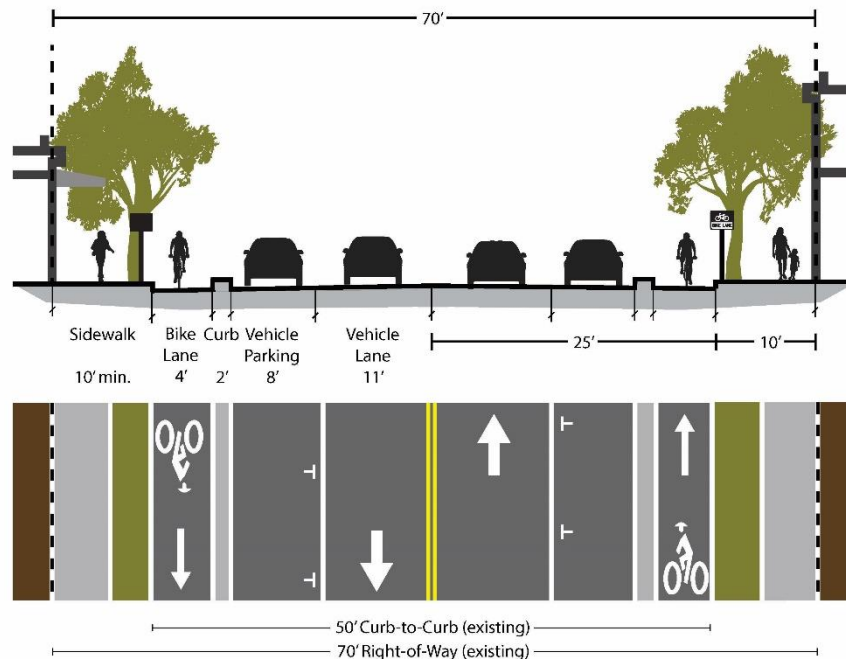 70'
BIKE LANE
Sidewalk
10' min.
Bike
Lane
4'
Curb
2'
Vehicle
Parking
8'
Vehicle
Lane
11'
25'
10'
50' Curb-to-Curb (existing)
70' Right-of-Way (existing)